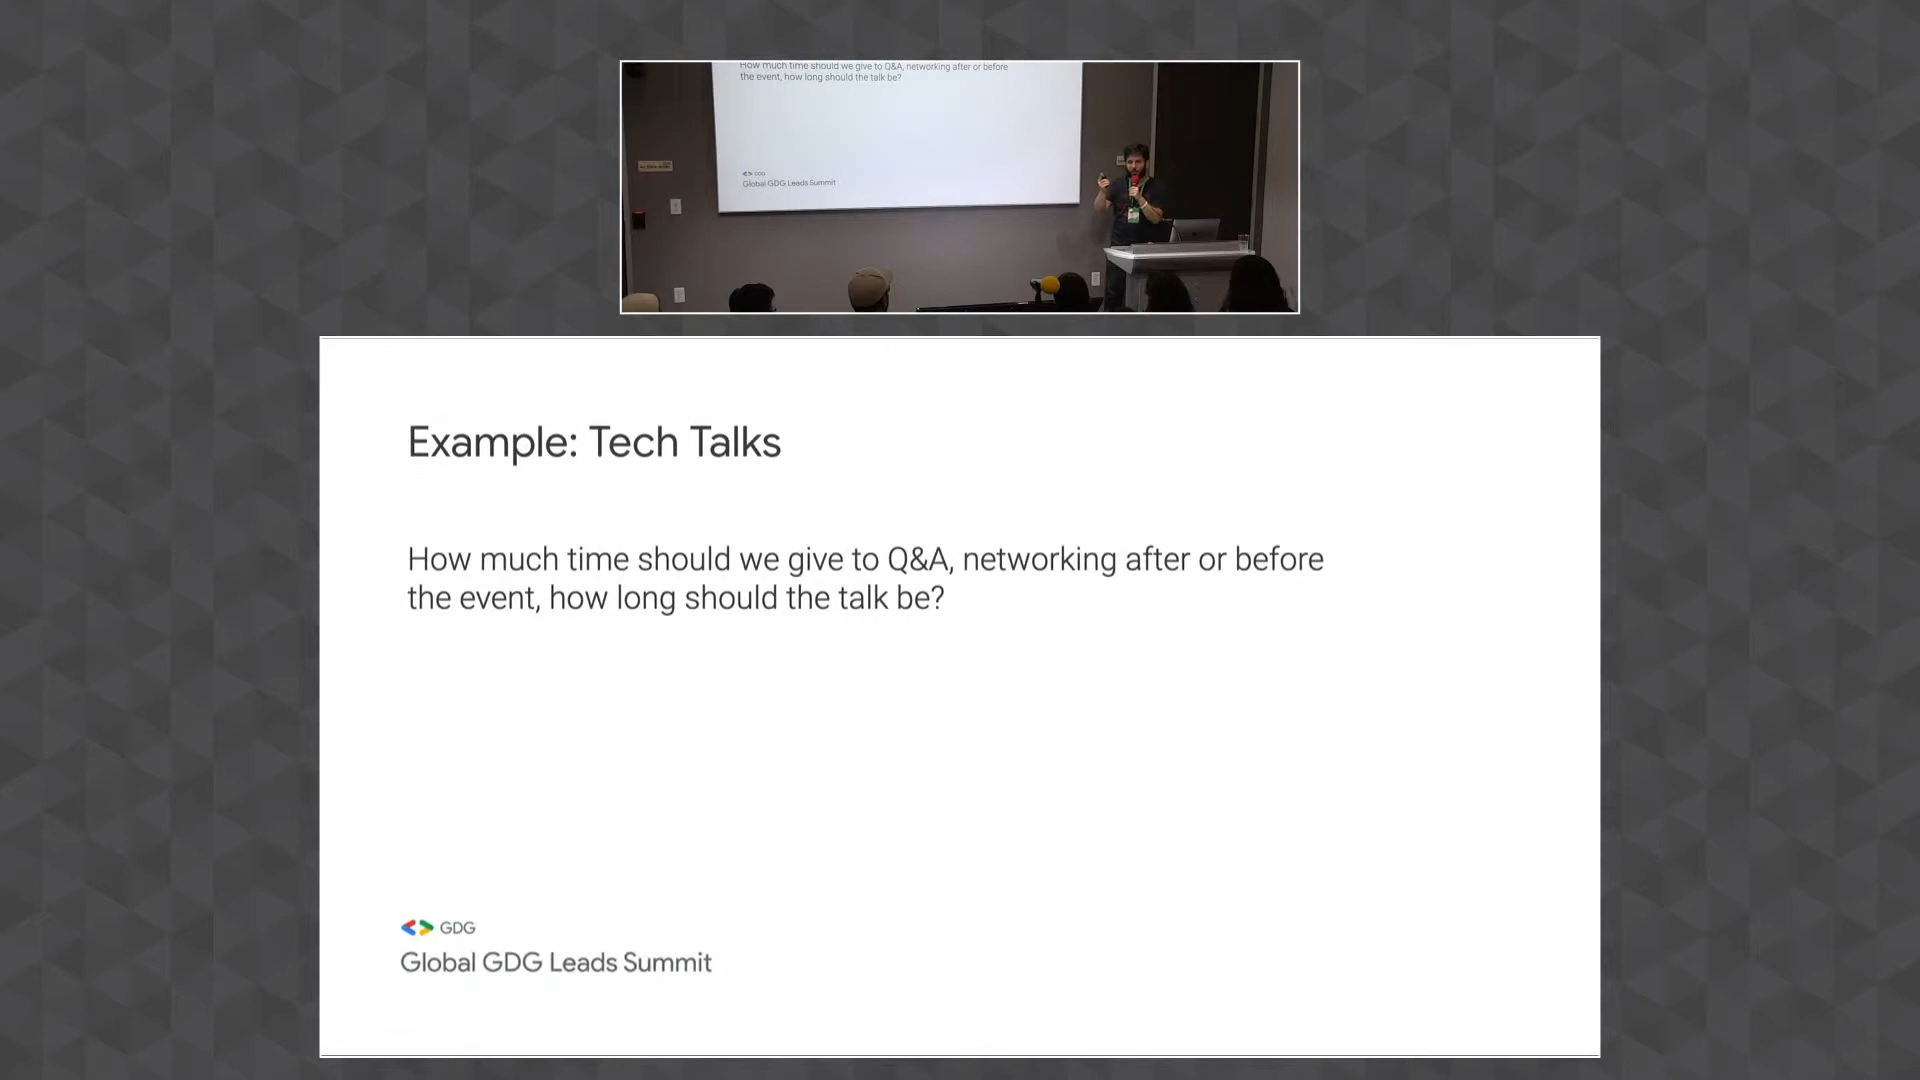 How much time should we give to Q&A, networking after or before
the event, how long should the talk be?
GDG
Global GDG Leads Summit
Example: Tech Talks
How much time should we give to Q&A, networking after or before
the event, how long should the talk be?
GDG
Global GDG Leads Summit